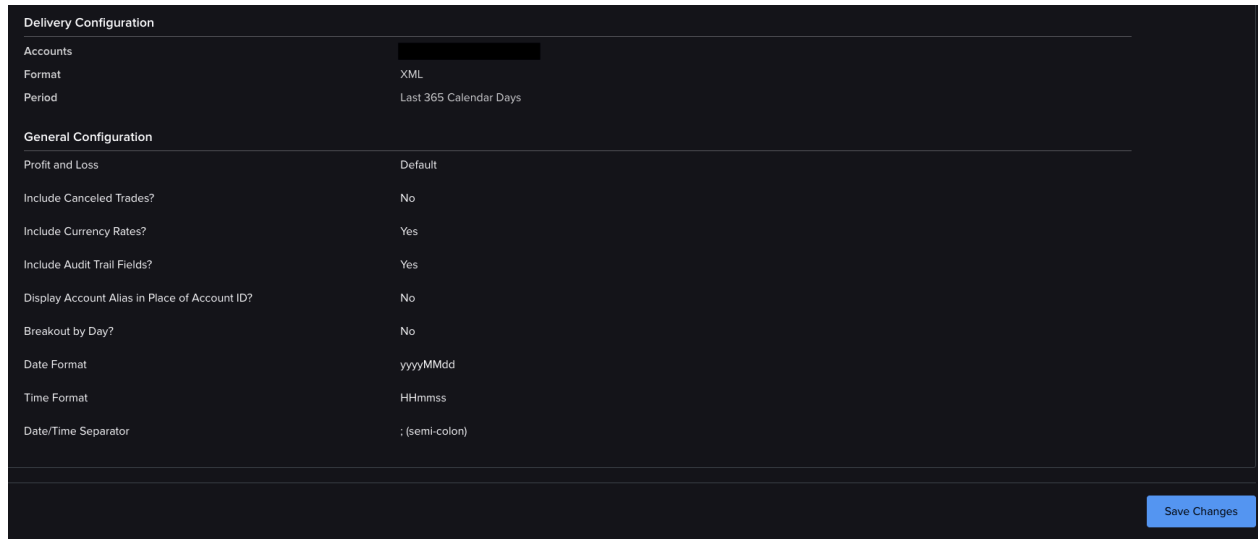 Delivery Configuration
Accounts
Format XML
Period Last 365 Calendar Days
General Configuration
Profit and Loss Default
Include Canceled Trades? No
Include Currency Rates? Yes
Include Audit Trail Fields? Yes
Display Account Alias in Place of Account ID? No
Breakout by Day? No
Date Format yyyyMMdd
Time Format HHmmss
Date/Time Separator ; (semi-colon)
Save Changes